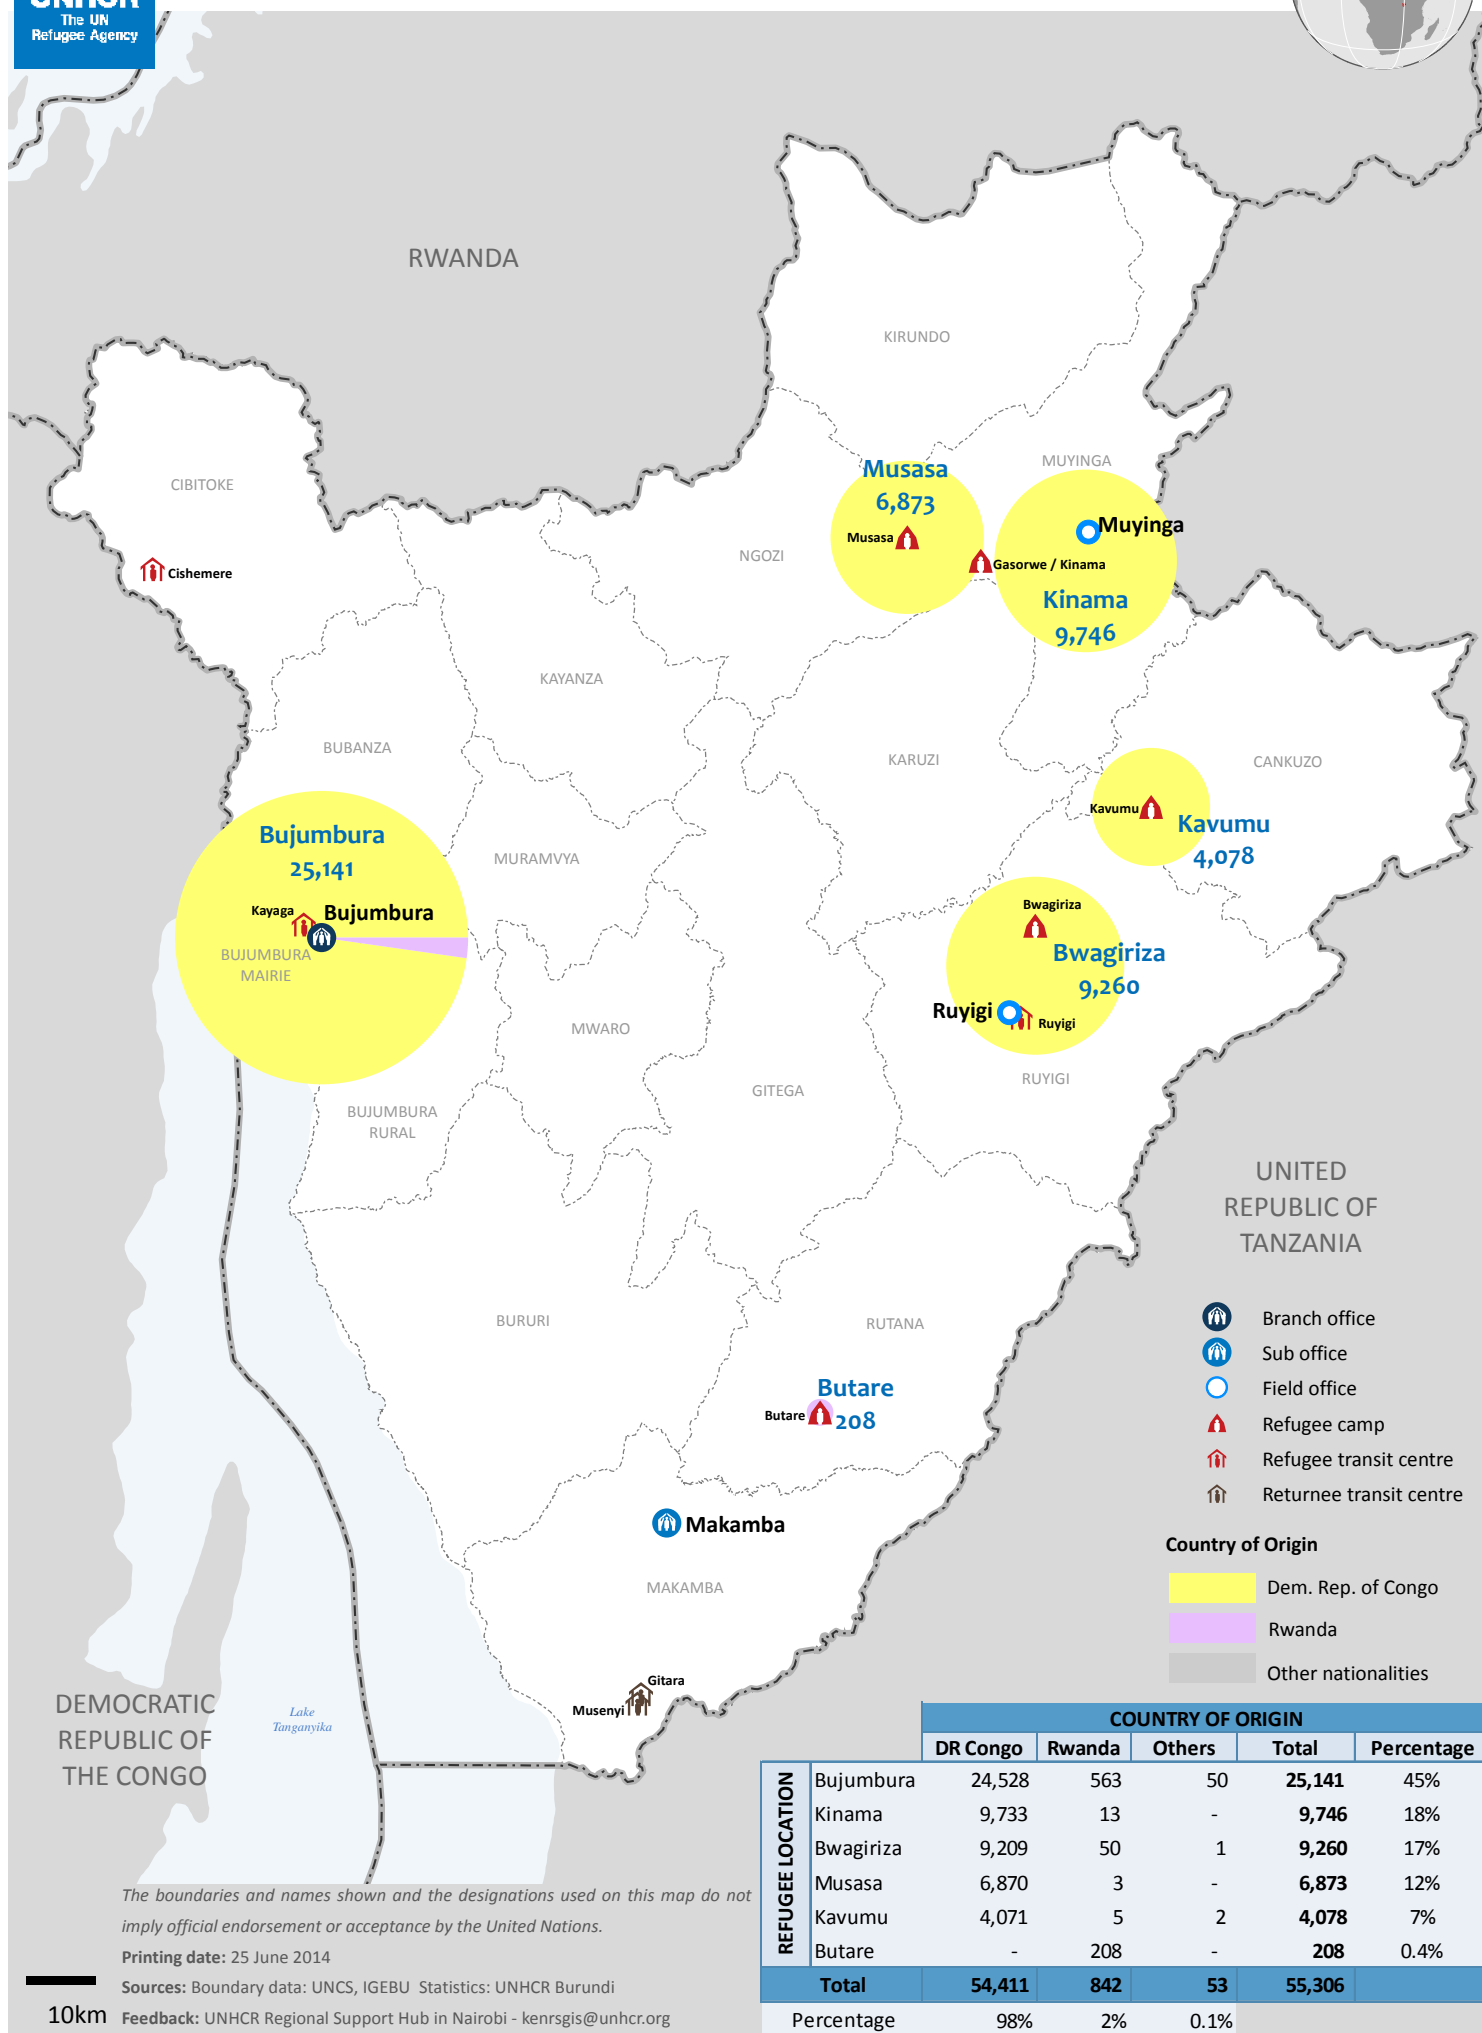 UNHCR
The UN
Refugee Agency
RWANDA
KIRUNDO
CIBITOKE
MUYINGA
Musasa
6,873
Musasa
Muyinga
NGOZI
Gasorwe / Kinama
Cishemere
Kinama
9,746
KAYANZA
BUBANZA
KARUZI
CANKUZO
Kavumu
Kavumu
4,078
Bujumbura
25,141
MURAMVYA
Kayaga
Bujumbura
BUJUMBURA
MAIRIE
Bwagiriza
Bwagiriza
9,260
Ruyigi
Ruyigi
MWARO
RUYIGI
GITEGA
BUJUMBURA
RURAL
UNITED
REPUBLIC OF
TANZANIA
BURURI
RUTANA
Butare
Butare
208
Makamba
MAKAMBA
Gitara
Musenyi
DEMOCRATIC
REPUBLIC OF
THE CONGO
Lake
Tanganyika
Branch office
Sub office
Field office
Refugee camp
Refugee transit centre
Returnee transit centre
Country of Origin
Dem. Rep. of Congo
Rwanda
Other nationalities
COUNTRY OF ORIGIN
DR Congo Rwanda Others Total Percentage
REFUGEE LOCATION
Bujumbura 24,528 563 50 25,141 45%
Kinama 9,733 13 - 9,746 18%
Bwagiriza 9,209 50 1 9,260 17%
Musasa 6,870 3 - 6,873 12%
Kavumu 4,071 5 2 4,078 7%
Butare - 208 - 208 0.4%
Total 54,411 842 53 55,306
Percentage 98% 2% 0.1%
The boundaries and names shown and the designations used on this map do not
imply official endorsement or acceptance by the United Nations.
Printing date: 25 June 2014
Sources: Boundary data: UNCS, IGEBU Statistics: UNHCR Burundi
Feedback: UNHCR Regional Support Hub in Nairobi - kenrsgis@unhcr.org
10km